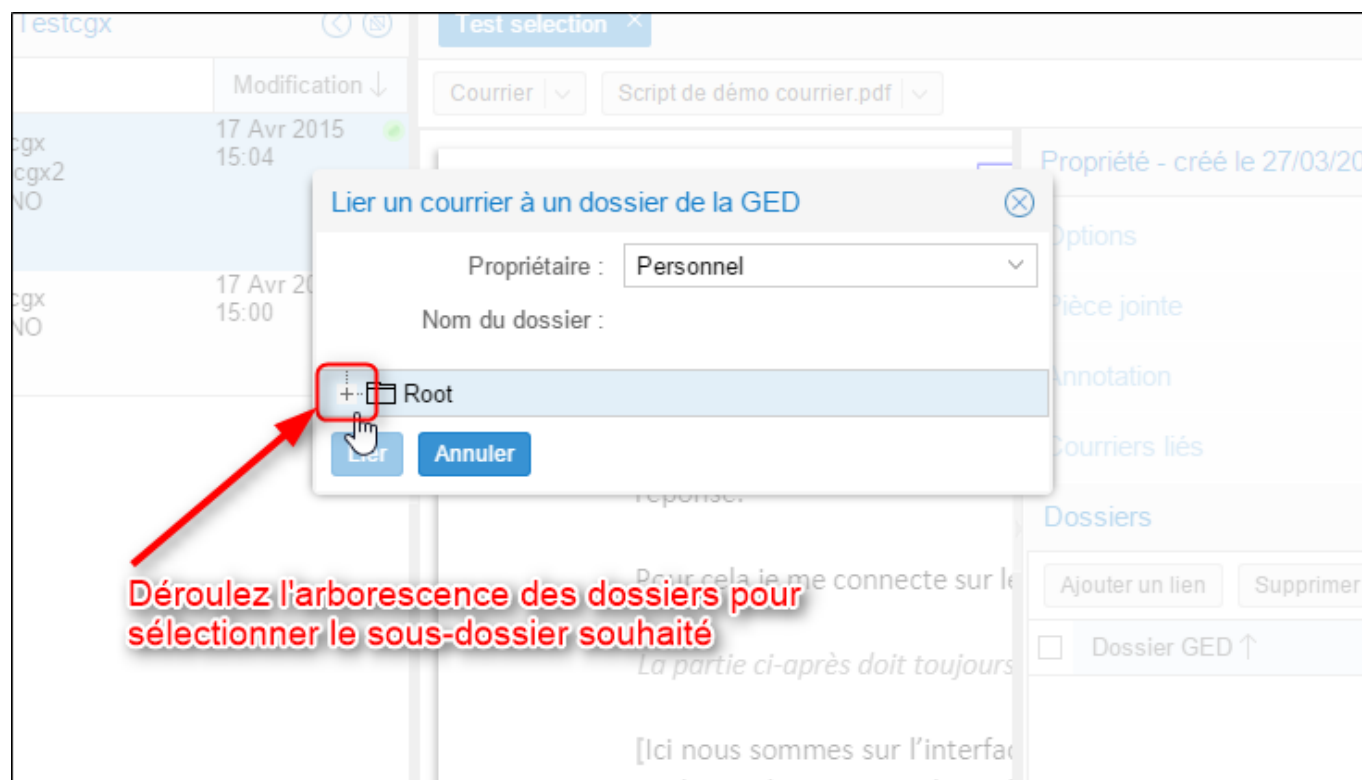 Testcgx
Test selection
Modification
Courrier
Script de démo courrier.pdf
17 Avr 2015
15:04
cgx
cgx2
NO
Propriété - créé le 27/03/20
Lier un courrier à un dossier de la GED
Options
Propriétaire :
Personnel
17 Avr 20
15:00
cgx
NO
Pièce jointe
Nom du dossier :
Annotation
+
Root
Lier
Annuler
Courriers liés
réponse.
Dossiers
Déroulez l'arborescence des dossiers pour
sélectionner le sous-dossier souhaité
Pour cela je me connecte sur le
Ajouter un lien
Supprimer
Dossier GED
La partie ci-après doit toujours
[Ici nous sommes sur l’interfac